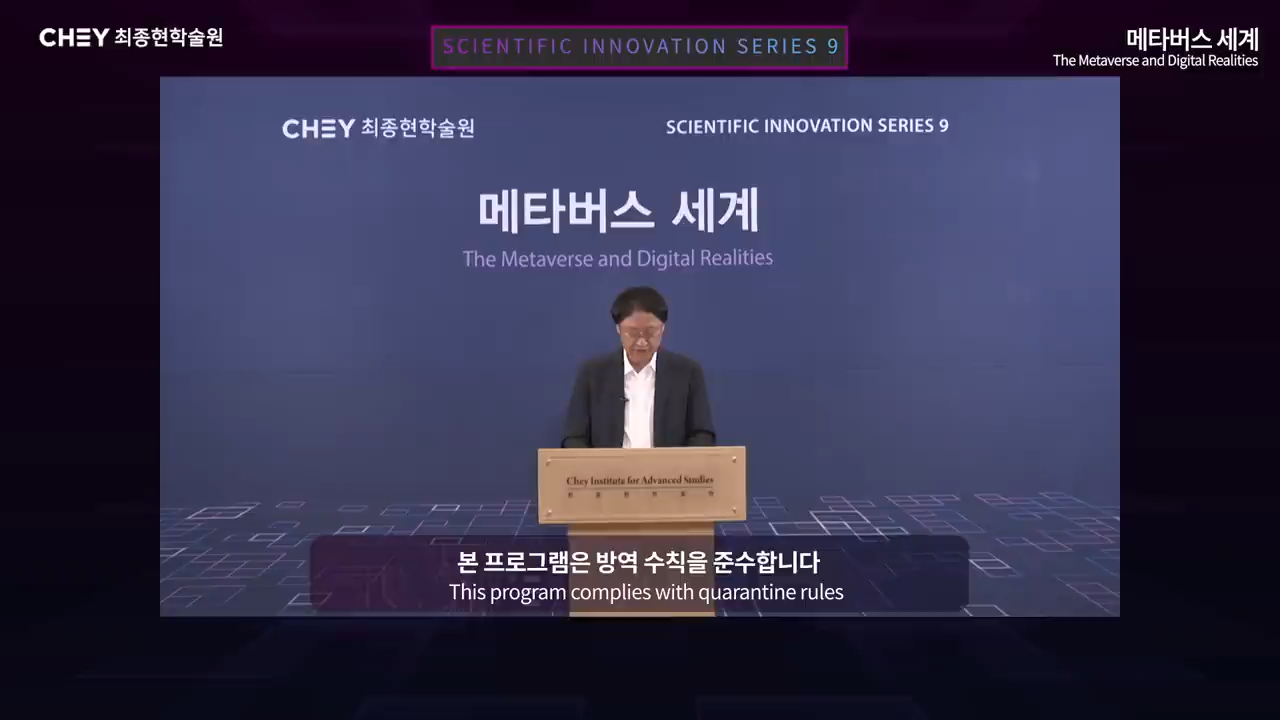 CHEY 최종현학술원
SCIENTIFIC INNOVATION SERIES 9
메타버스 세계
The Metaverse and Digital Realities
CHEY 최종현학술원
SCIENTIFIC INNOVATION SERIES 9
메타버스 세계
The Metaverse and Digital Realities
Chey Institute for Advanced Studies
본 프로그램은 방역 수칙을 준수합니다
This program complies with quarantine rules